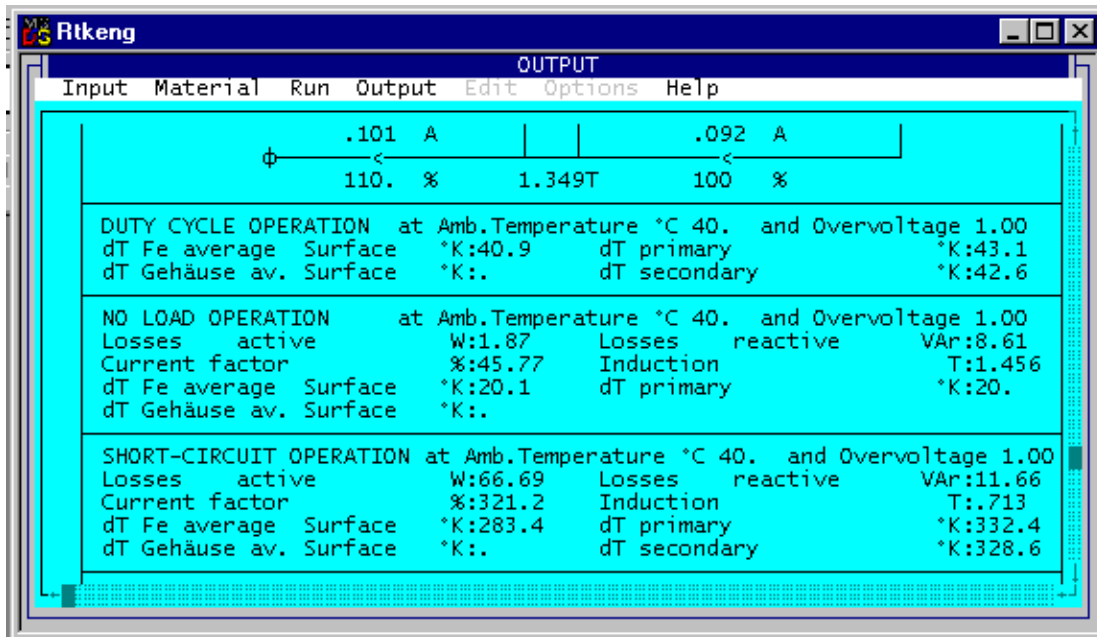 Rtkeng
OUTPUT
Input Material Run Output Edit Options Help
.101 A .092 A
110. % 1.349T 100 %
DUTY CYCLE OPERATION at Amb.Temperature °C 40. and Overvoltage 1.00
dT Fe average Surface °K:40.9 dT primary °K:43.1
dT Gehäuse av. Surface °K:. dT secondary °K:42.6
NO LOAD OPERATION at Amb.Temperature °C 40. and Overvoltage 1.00
Losses active W:1.87 Losses reactive VAr:8.61
Current factor %:45.77 Induction T:1.456
dT Fe average Surface °K:20.1 dT primary °K:20.
dT Gehäuse av. Surface °K:.
SHORT-CIRCUIT OPERATION at Amb.Temperature °C 40. and Overvoltage 1.00
Losses active W:66.69 Losses reactive VAr:11.66
Current factor %:321.2 Induction T:.713
dT Fe average Surface °K:283.4 dT primary °K:332.4
dT Gehäuse av. Surface °K:. dT secondary °K:328.6